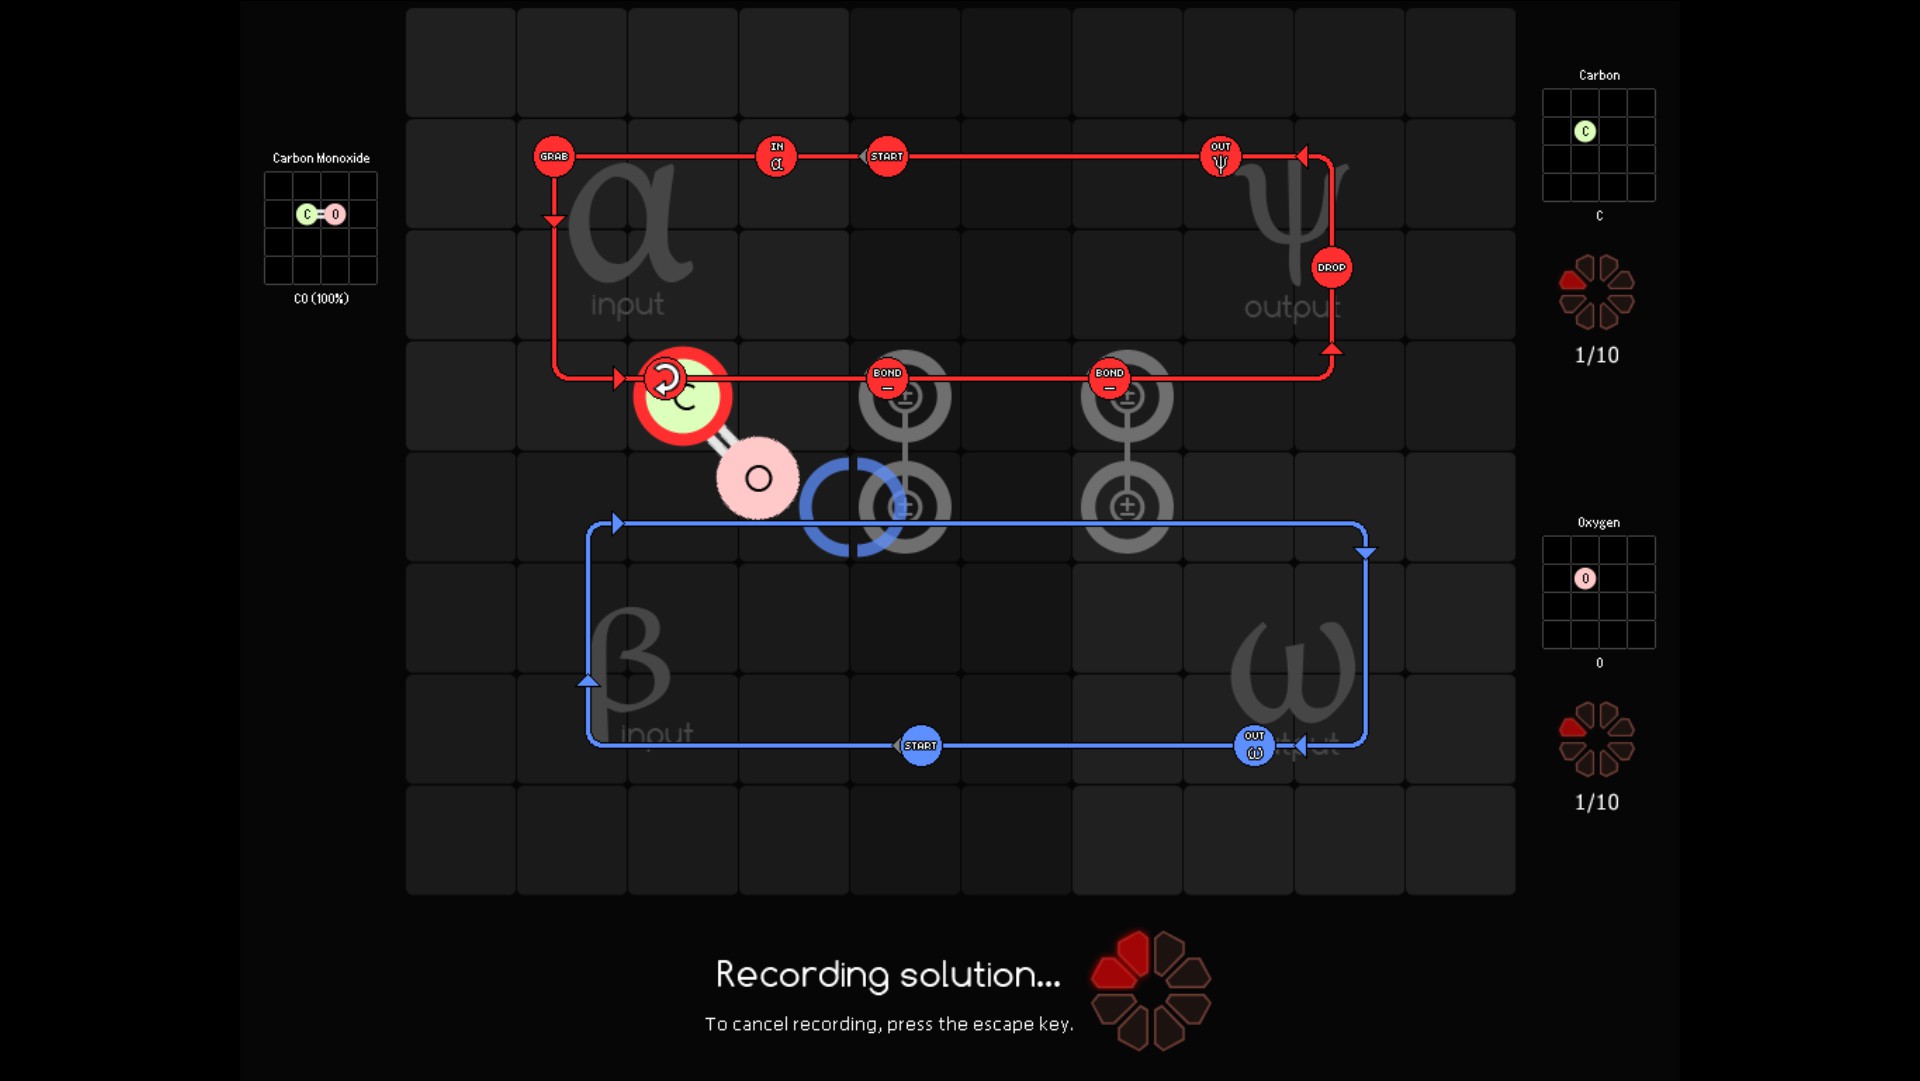 Carbon
C
Carbon Monoxide
C O
CO (100%)
C
GRAB
IN
α
START
OUT
ψ
α
input
ψ
output
DROP
1/10
C
BOND
−
BOND
−
±
±
O
±
±
Oxygen
O
O
β
input
ω
output
START
OUT
ω
1/10
Recording solution...
To cancel recording, press the escape key.